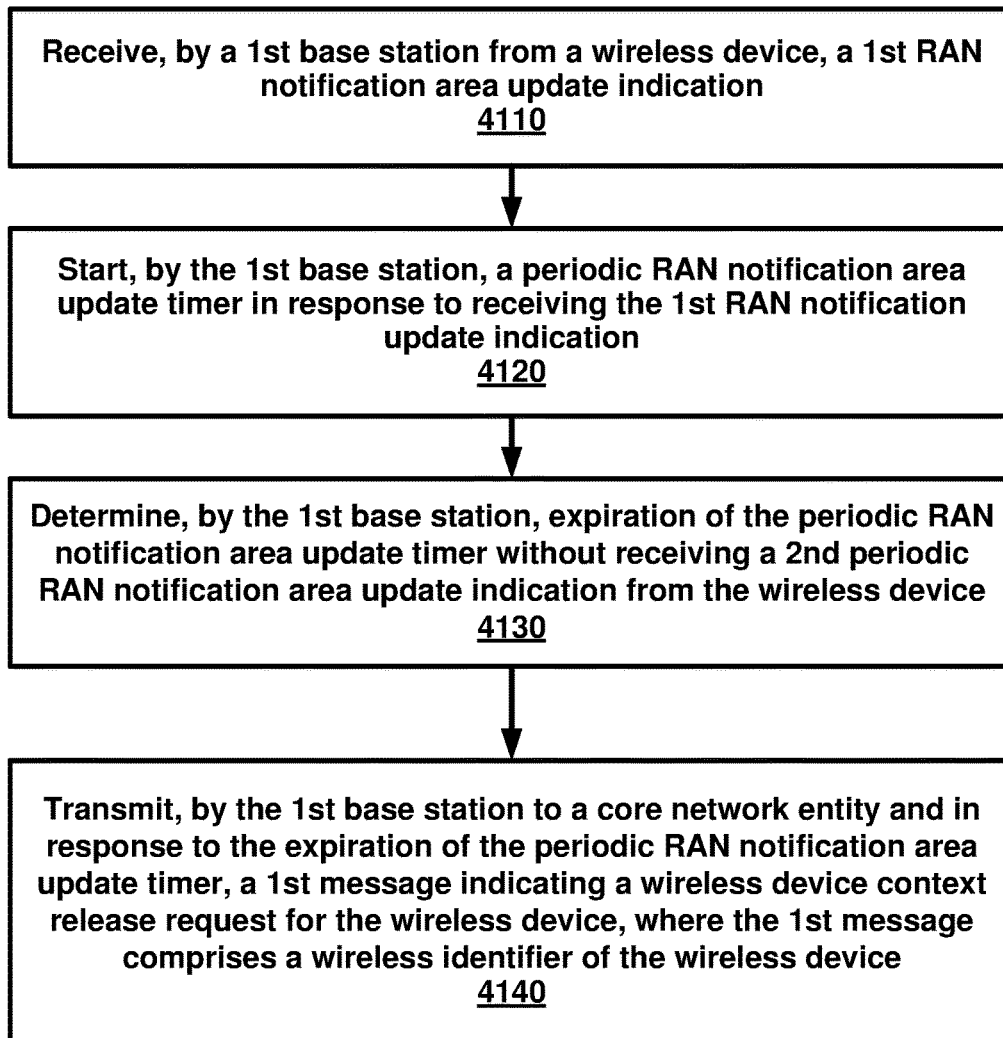 Receive, by a 1st base station from a wireless device, a 1st RAN
notification area update indication
4110
Start, by the 1st base station, a periodic RAN notification area
update timer in response to receiving the 1st RAN notification
update indication
4120
Determine, by the 1st base station, expiration of the periodic RAN
notification area update timer without receiving a 2nd periodic
RAN notification area update indication from the wireless device
4130
Transmit, by the 1st base station to a core network entity and in
response to the expiration of the periodic RAN notification area
update timer, a 1st message indicating a wireless device context
release request for the wireless device, where the 1st message
comprises a wireless identifier of the wireless device
4140